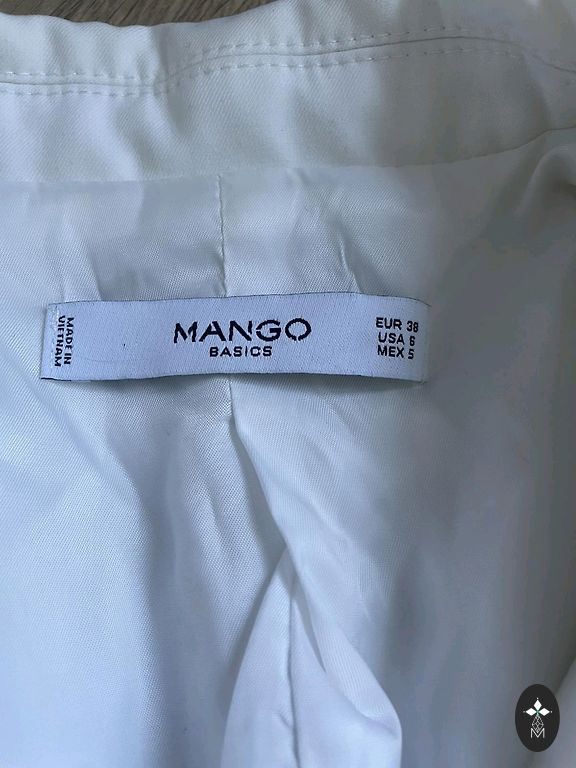 MADE IN
VIETNAM
MANGO
BASICS
EUR 38
USA 6
MEX 5
M